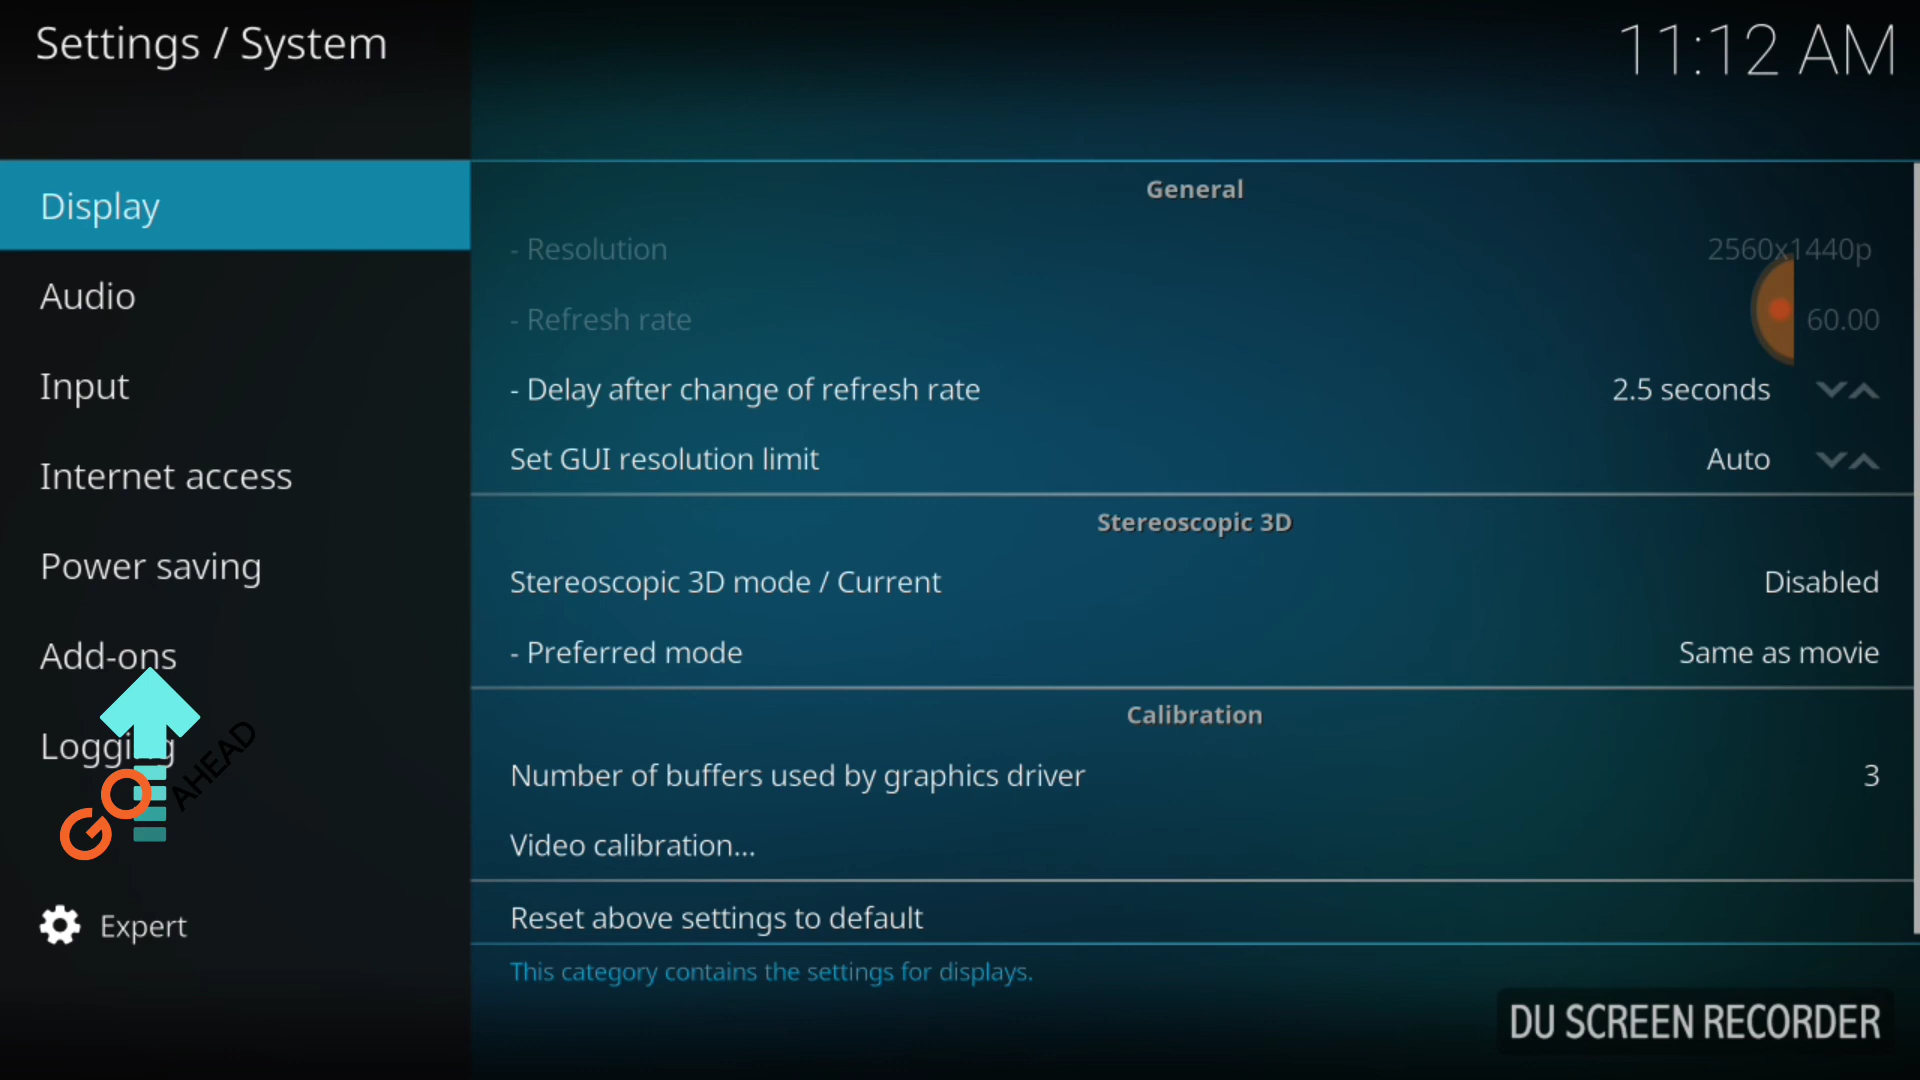 Settings / System
11:12 AM
Display
Audio
Input
Internet access
Power saving
Add-ons
Logging
GO
AHEAD
Expert
General
- Resolution
2560x1440p
- Refresh rate
60.00
- Delay after change of refresh rate
2.5 seconds
Set GUI resolution limit
Auto
Stereoscopic 3D
Stereoscopic 3D mode / Current
Disabled
- Preferred mode
Same as movie
Calibration
Number of buffers used by graphics driver
3
Video calibration...
Reset above settings to default
This category contains the settings for displays.
DU SCREEN RECORDER